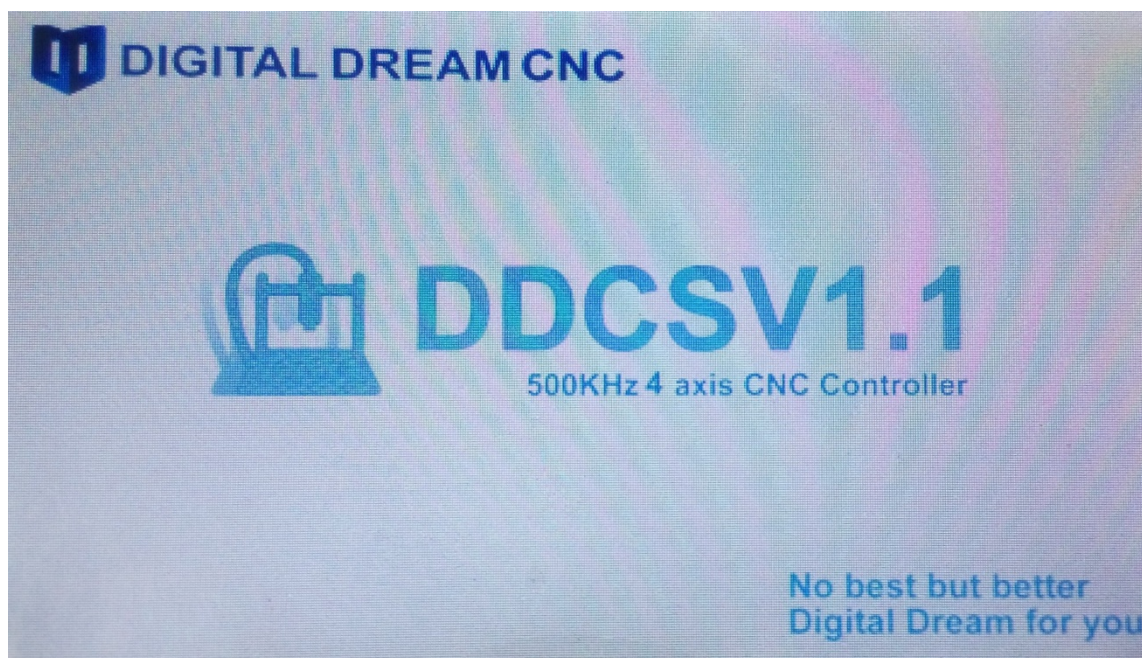 DIGITAL DREAM CNC
DDCSV1.1
500KHz 4 axis CNC Controller
No best but better
Digital Dream for you